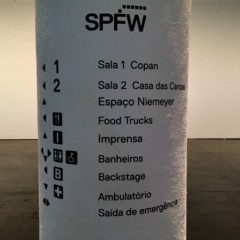 SPFW
1 Sala 1 Copan
2 Sala 2 Casa das Canoas
Espaço Niemeyer
Food Trucks
I Imprensa
Banheiros
B Backstage
Ambulatório
Saída de emergência